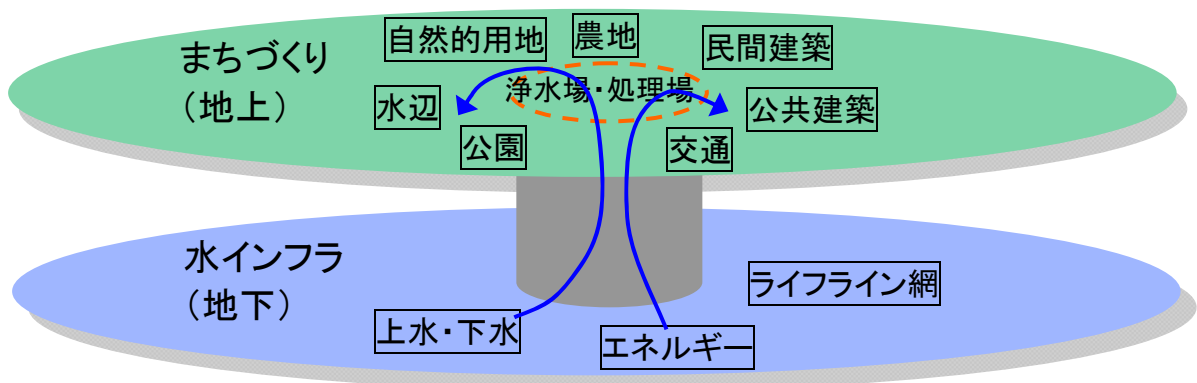 まちづくり
（地上）
自然的用地
農地
民間建築
浄水場・処理場
水辺
公園
交通
公共建築
水インフラ
（地下）
ライフライン網
上水・下水
エネルギー